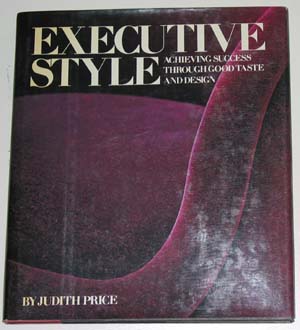 EXECUTIVE
STYLE
ACHIEVING SUCCESS
THROUGH GOOD TASTE
AND DESIGN
BY JUDITH PRICE